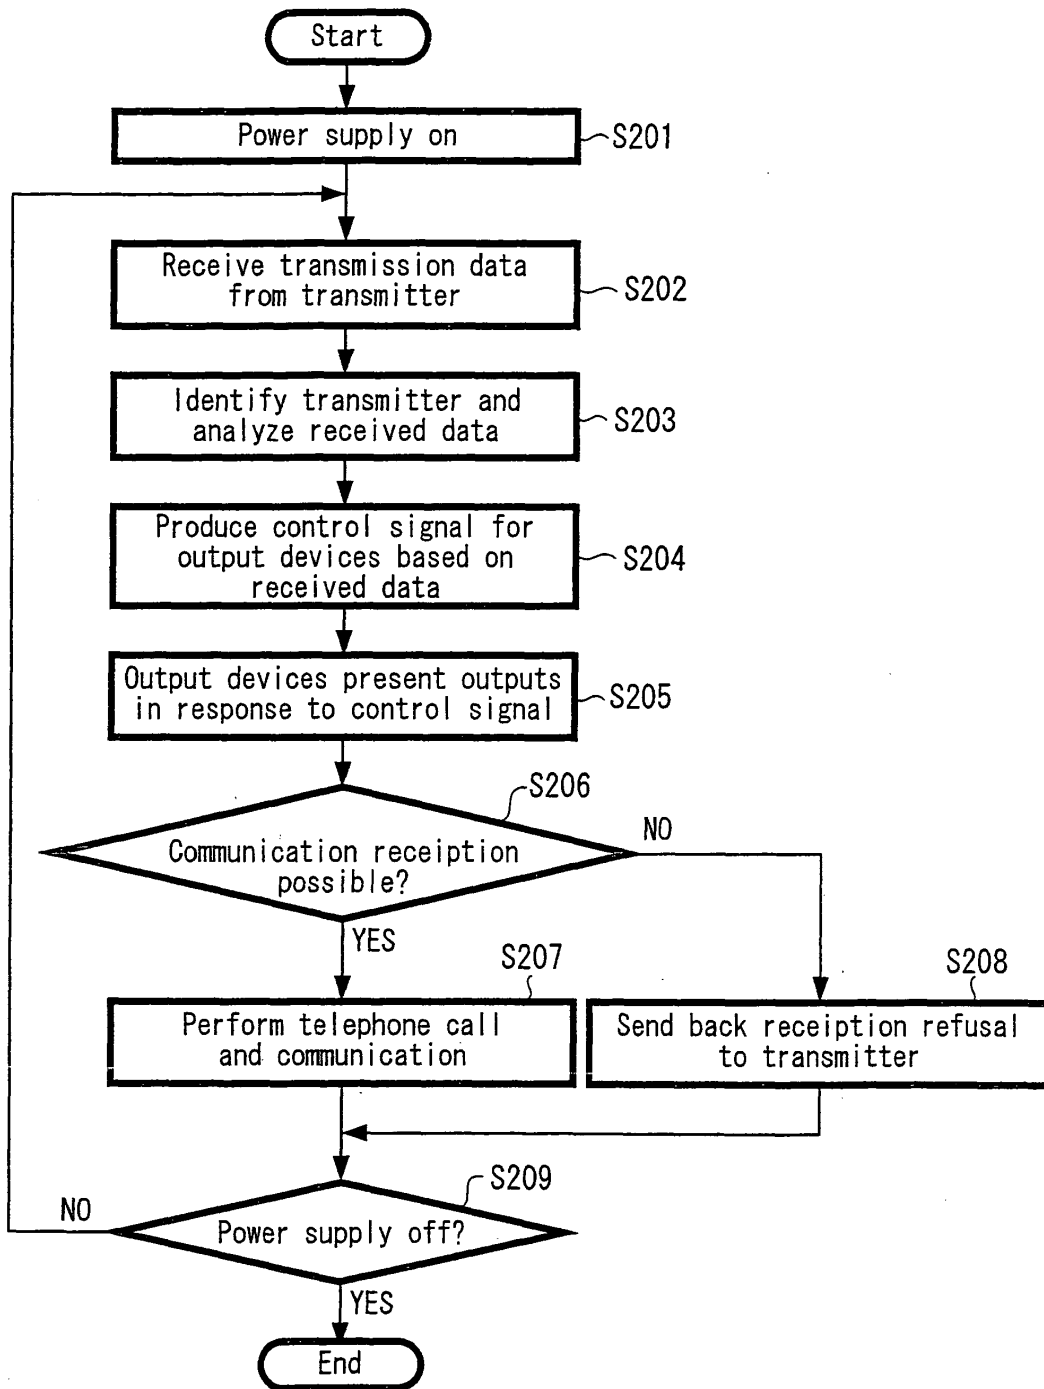 Start
Power supply on
S201
Receive transmission data
from transmitter
S202
Identify transmitter and
analyze received data
S203
Produce control signal for
output devices based on
received data
S204
Output devices present outputs
in response to control signal
S205
S206
Communication receiption
possible?
NO
YES
S207
Perform telephone call
and communication
S208
Send back receiption refusal
to transmitter
S209
Power supply off?
NO
YES
End